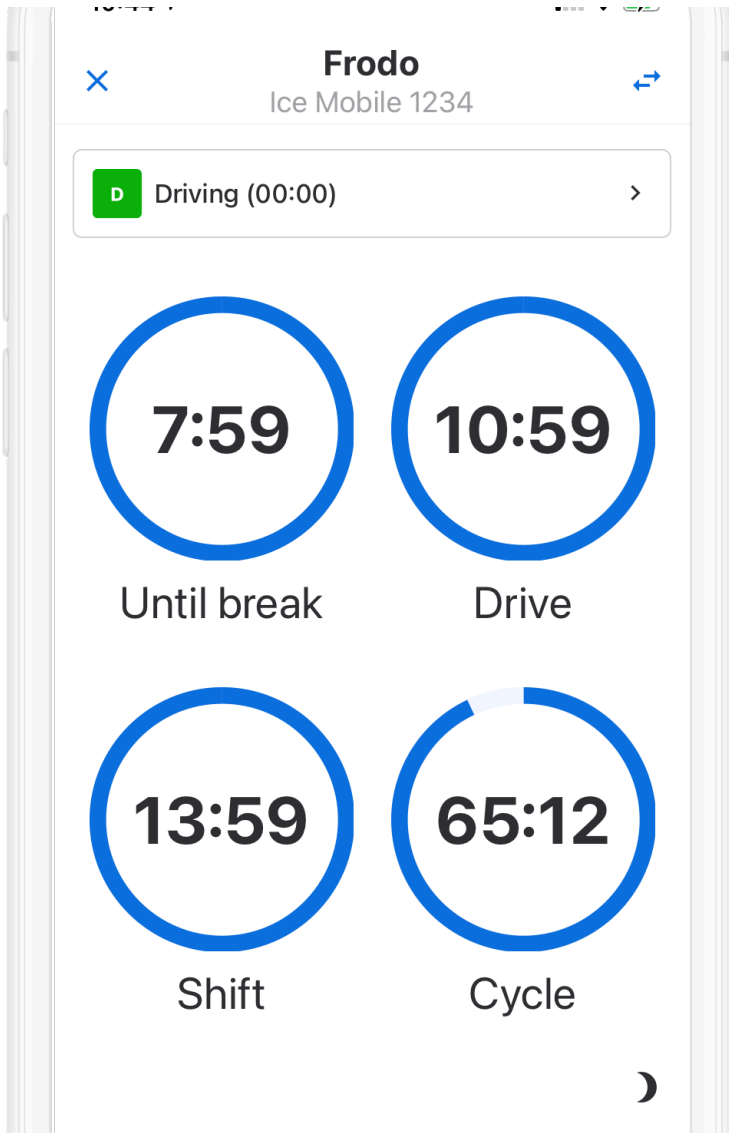 Frodo
Ice Mobile 1234
D Driving (00:00)
7:59
10:59
Until break
Drive
13:59
65:12
Shift
Cycle